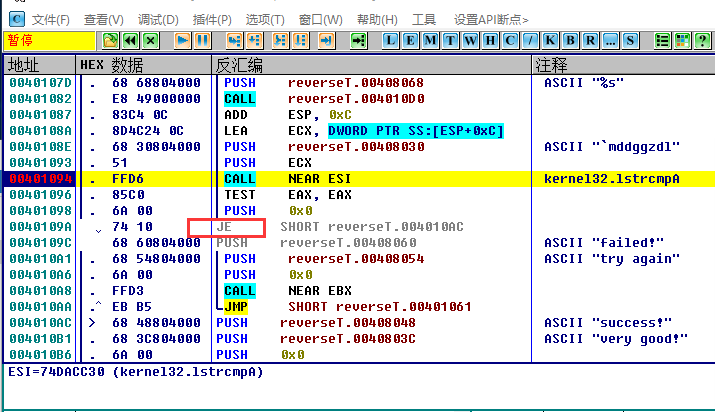 文件(F) 查看(V) 调试(D) 插件(P) 选项(T) 窗口(W) 帮助(H) 工具 设置API断点>
暂停 L E M T W H C / K B R ... S
地址 HEX 数据 反汇编 注释
0040107D . 68 68804000 PUSH reverseT.00408068 ASCII "%s"
00401082 . E8 49000000 CALL reverseT.004010D0
00401087 . 83C4 0C ADD ESP, 0xC
0040108A . 8D4C24 0C LEA ECX, DWORD PTR SS:[ESP+0xC]
0040108E . 68 30804000 PUSH reverseT.00408030 ASCII "`mddggzdl"
00401093 . 51 PUSH ECX
00401094 . FFD6 CALL NEAR ESI kernel32.lstrcmpA
00401096 . 85C0 TEST EAX, EAX
00401098 . 6A 00 PUSH 0x0
0040109A . 74 10 JE SHORT reverseT.004010AC
0040109C . 68 60804000 PUSH reverseT.00408060 ASCII "failed!"
004010A1 . 68 54804000 PUSH reverseT.00408054 ASCII "try again"
004010A6 . 6A 00 PUSH 0x0
004010A8 . FFD3 CALL NEAR EBX
004010AA .^ EB B5 JMP SHORT reverseT.00401061
004010AC > 68 48804000 PUSH reverseT.00408048 ASCII "success!"
004010B1 . 68 3C804000 PUSH reverseT.0040803C ASCII "very good!"
004010B6 . 6A 00 PUSH 0x0
ESI=74DACC30 (kernel32.lstrcmpA)